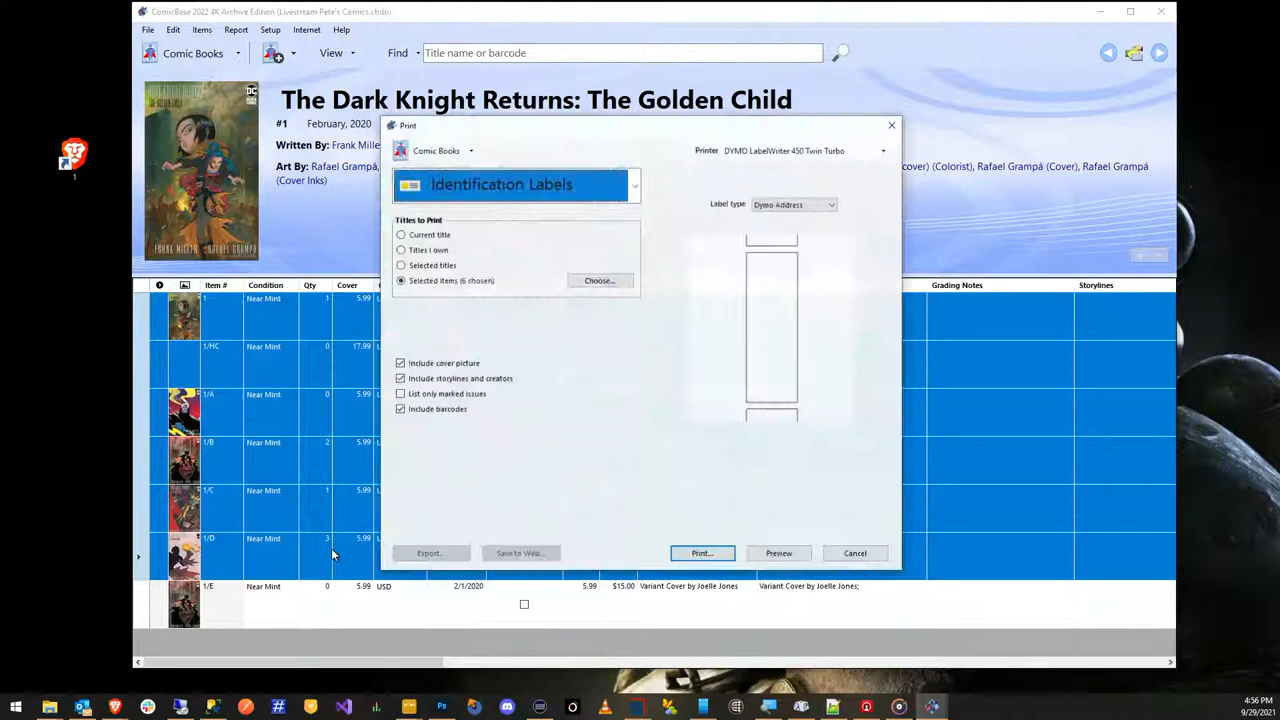 ComicBase 2022 4K Archive Edition (Livestream Pete's Comics.cbdo)
File Edit Items Report Setup Internet Help
Comic Books View Find Title name or barcode
The Dark Knight Returns: The Golden Child
#1 February, 2020
Written By: Frank Mille
Art By: Rafael Grampá,
(Cover Inks)
cover) (Colorist), Rafael Grampá (Cover), Rafael Grampá
DC
FRANK MILLER RAFAEL GRAMPÁ
Print
Comic Books
Printer DYMO LabelWriter 450 Twin Turbo
Identification Labels
Label type Dymo Address
Titles to Print
Current title
Titles I own
Selected titles
Selected Items (6 chosen) Choose...
Include cover picture
Include storylines and creators
List only marked issues
Include barcodes
Export... Save to Web... Print... Preview Cancel
Item # Condition Qty Cover Grading Notes Storylines
1 Near Mint 1 5.99
1/HC Near Mint 0 17.99
1/A Near Mint 0 5.99
1/B Near Mint 2 5.99
1/C Near Mint 1 5.99
1/D Near Mint 3 5.99
1/E Near Mint 0 5.99 USD 2/1/2020 5.99 $15.00 Variant Cover by Joelle Jones Variant Cover by Joelle Jones;
1
4:56 PM
9/29/2021